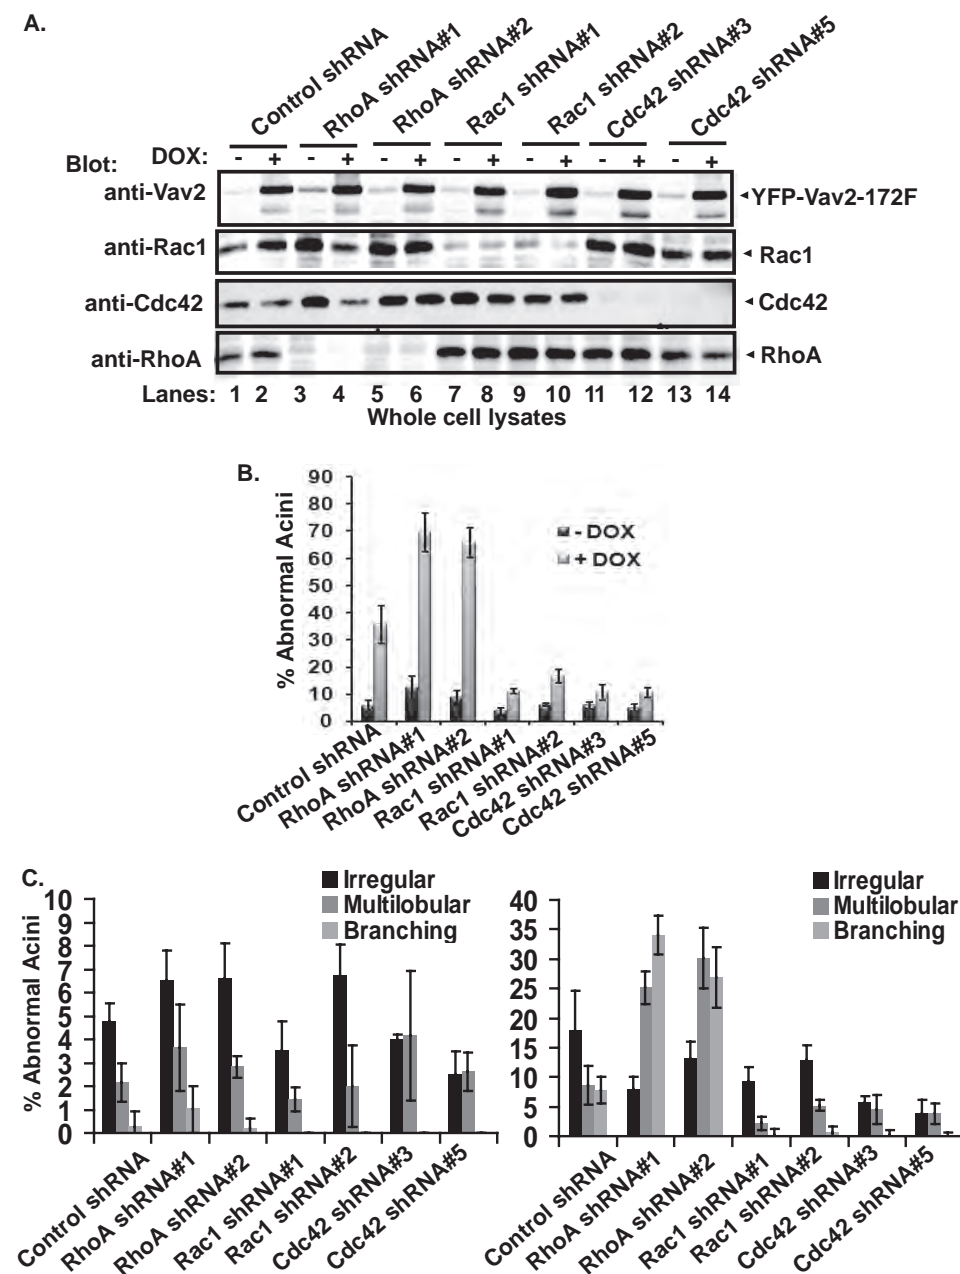 A.
Control shRNA
RhoA shRNA#1
RhoA shRNA#2
Rac1 shRNA#1
Rac1 shRNA#2
Cdc42 shRNA#3
Cdc42 shRNA#5
Blot: DOX: - + - + - + - + - + - + - +
anti-Vav2 YFP-Vav2-172F
anti-Rac1 Rac1
anti-Cdc42 Cdc42
anti-RhoA RhoA
Lanes: 1 2 3 4 5 6 7 8 9 10 11 12 13 14
Whole cell lysates
B.
% Abnormal Acini
90
80
70
60
50
40
30
20
10
0
- DOX
+ DOX
Control shRNA
RhoA shRNA#1
RhoA shRNA#2
Rac1 shRNA#1
Rac1 shRNA#2
Cdc42 shRNA#3
Cdc42 shRNA#5
C.
% Abnormal Acini
10
9
8
7
6
5
4
3
2
1
0
Irregular
Multilobular
Branching
Control shRNA
RhoA shRNA#1
RhoA shRNA#2
Rac1 shRNA#1
Rac1 shRNA#2
Cdc42 shRNA#3
Cdc42 shRNA#5
40
35
30
25
20
15
10
5
0
Irregular
Multilobular
Branching
Control shRNA
RhoA shRNA#1
RhoA shRNA#2
Rac1 shRNA#1
Rac1 shRNA#2
Cdc42 shRNA#3
Cdc42 shRNA#5